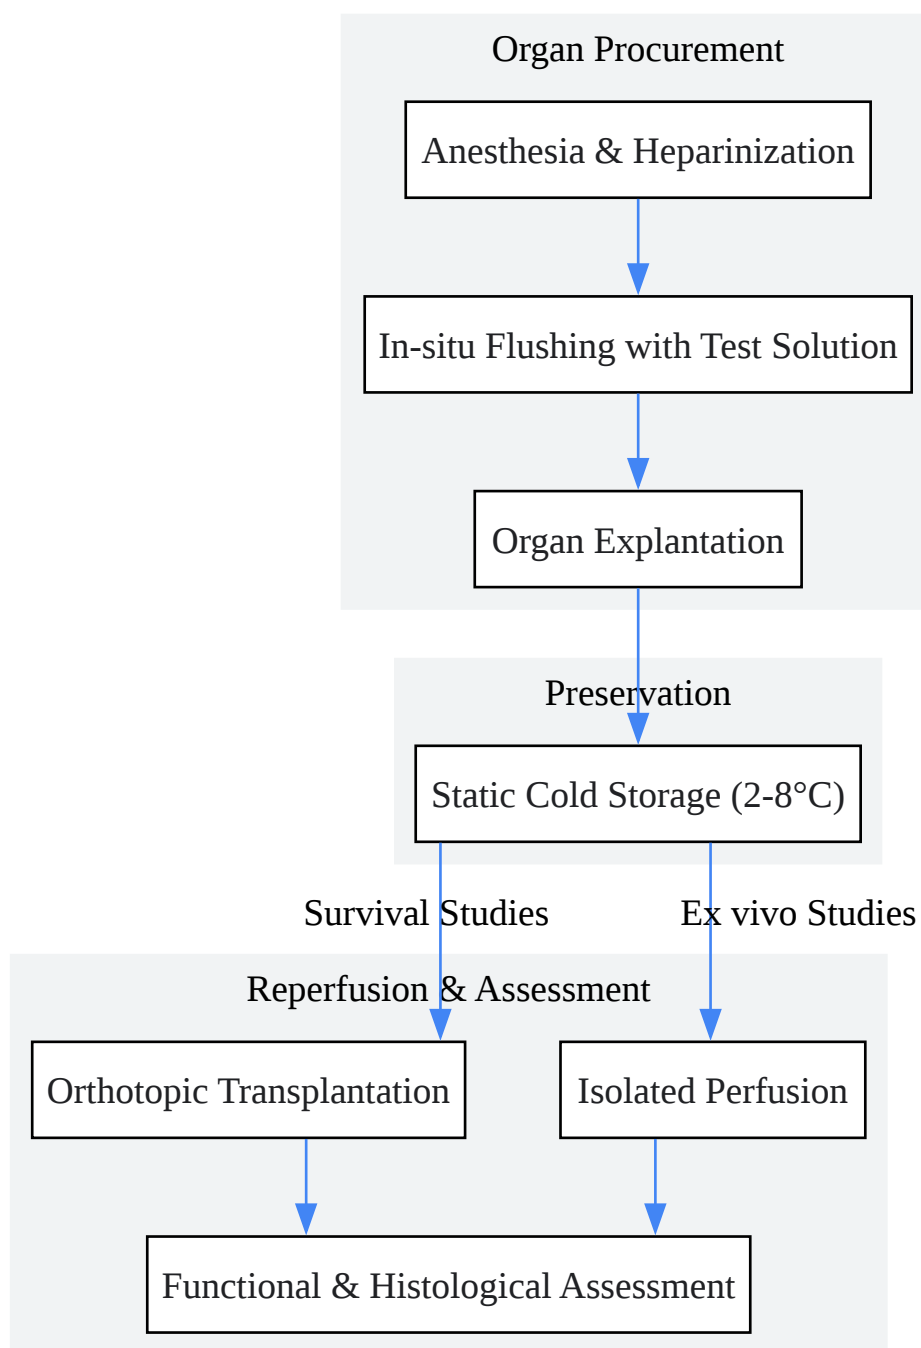 Organ Procurement
Anesthesia & Heparinization
In-situ Flushing with Test Solution
Organ Explantation
Preservation
Static Cold Storage (2-8°C)
Survival Studies
Ex vivo Studies
Reperfusion & Assessment
Orthotopic Transplantation
Isolated Perfusion
Functional & Histological Assessment